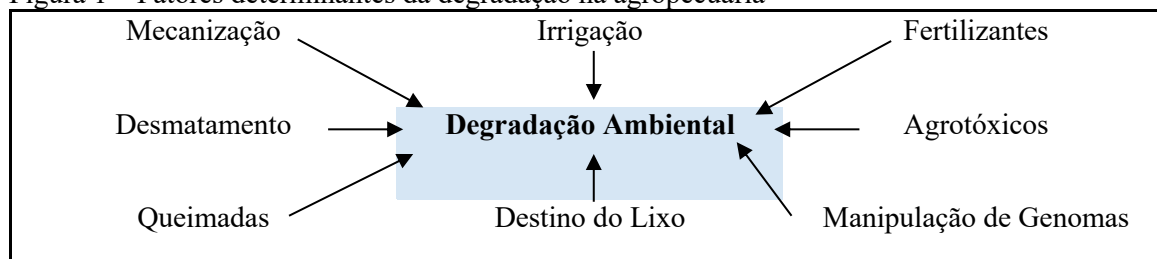 Figura 1 – Fatores determinantes da degradação na agropecuária
Mecanização Irrigação Fertilizantes
Desmatamento Degradação Ambiental Agrotóxicos
Queimadas Destino do Lixo Manipulação de Genomas